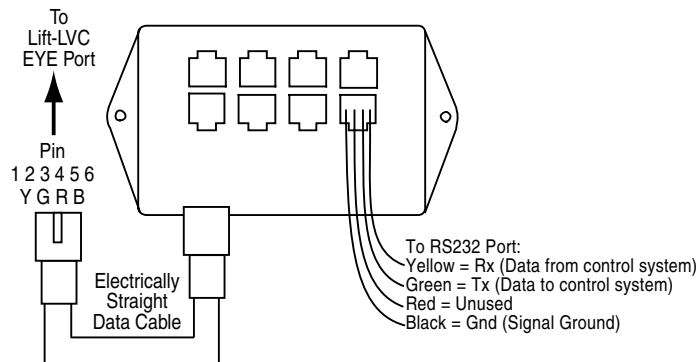 To
Lift-LVC
EYE Port
Pin
1 2 3 4 5 6
Y G R B
Electrically
Straight
Data Cable
To RS232 Port:
Yellow = Rx (Data from control system)
Green = Tx (Data to control system)
Red = Unused
Black = Gnd (Signal Ground)